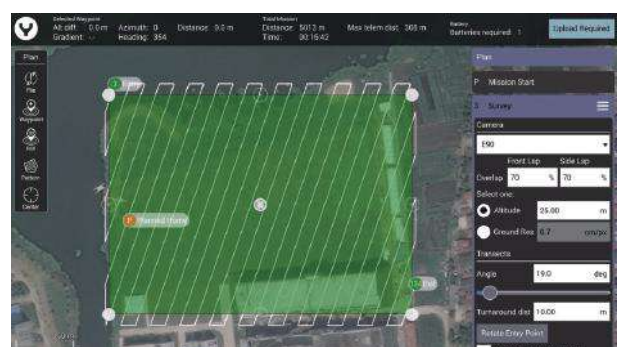 Selected Waypoint
Alt diff: 0.0 m Azimuth: 0 Distance: 0.0 m
Gradient: -.- Heading: 354
Total Mission
Distance: 5013 m Max telem dist: 365 m
Time: 00:16:42
Battery
Batteries required: 1
Upload Required
Plan
Fly
Waypoint
ROI
Pattern
Center
Planned Home
P
Plan
P Mission Start
Survey
Camera
E90
Front Lap Side Lap
Overlap 70 % 70 %
Select one:
Altitude 25.00 m
Ground Res 0.7 cm/px
Transects
Angle 19.0 deg
Turnaround dist 10.00 m
Rotate Entry Point